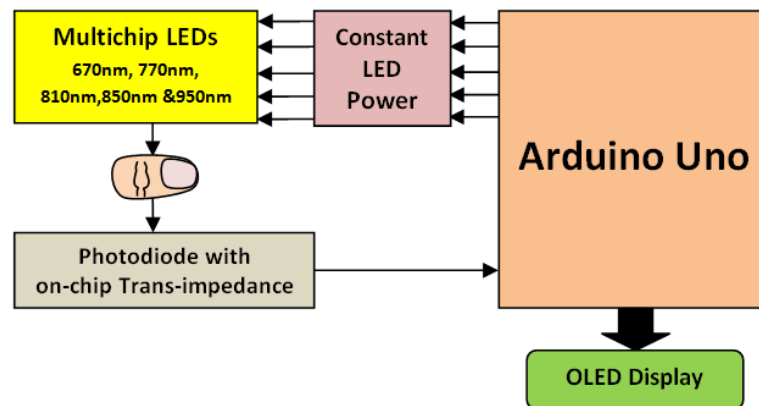 Multichip LEDs
670nm, 770nm,
810nm,850nm &950nm
Constant
LED
Power
Arduino Uno
Photodiode with
on-chip Trans-impedance
OLED Display